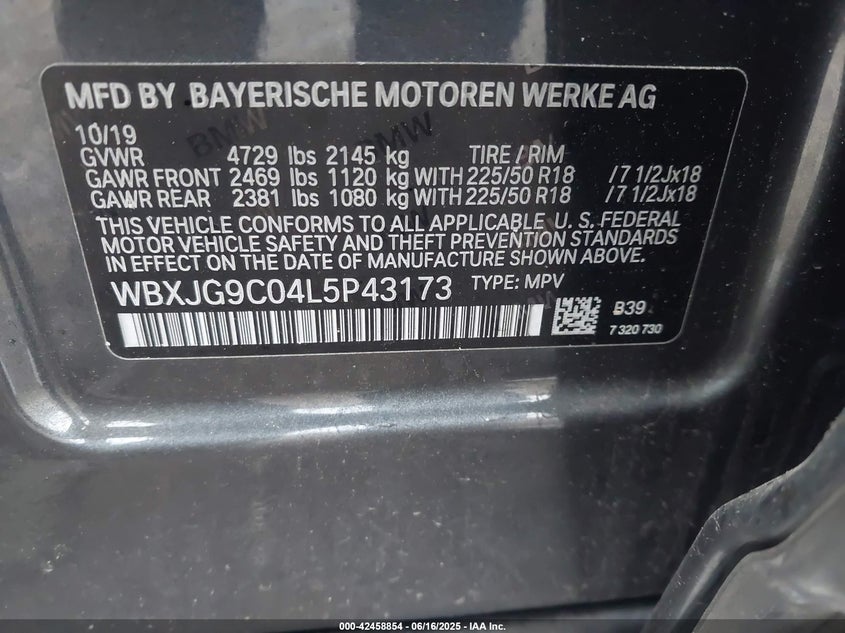 MFD BY BAYERISCHE MOTOREN WERKE AG
10/19
GVWR 4729 lbs 2145 kg TIRE / RIM
GAWR FRONT 2469 lbs 1120 kg WITH 225/50 R18 /7 1/2Jx18
GAWR REAR 2381 lbs 1080 kg WITH 225/50 R18 /7 1/2Jx18
THIS VEHICLE CONFORMS TO ALL APPLICABLE U. S. FEDERAL
MOTOR VEHICLE SAFETY AND THEFT PREVENTION STANDARDS
IN EFFECT ON THE DATE OF MANUFACTURE SHOWN ABOVE.
WBXJG9C04L5P43173 TYPE: MPV
B39
7 320 730
000-42458854 - 06/16/2025 - IAA Inc.